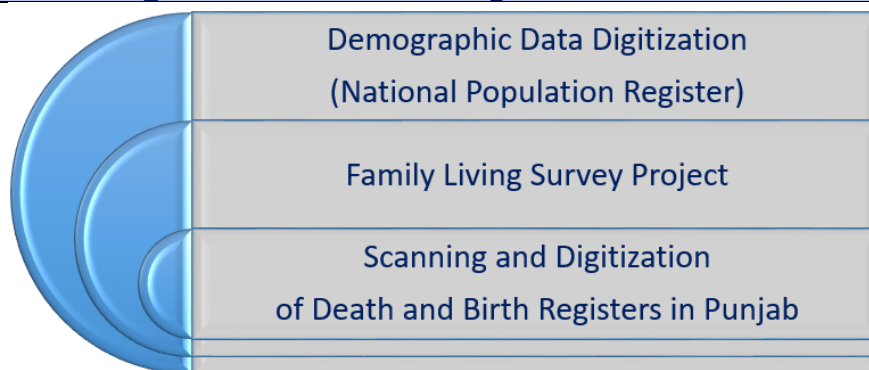 Demographic Data Digitization
(National Population Register)
Family Living Survey Project
Scanning and Digitization
of Death and Birth Registers in Punjab